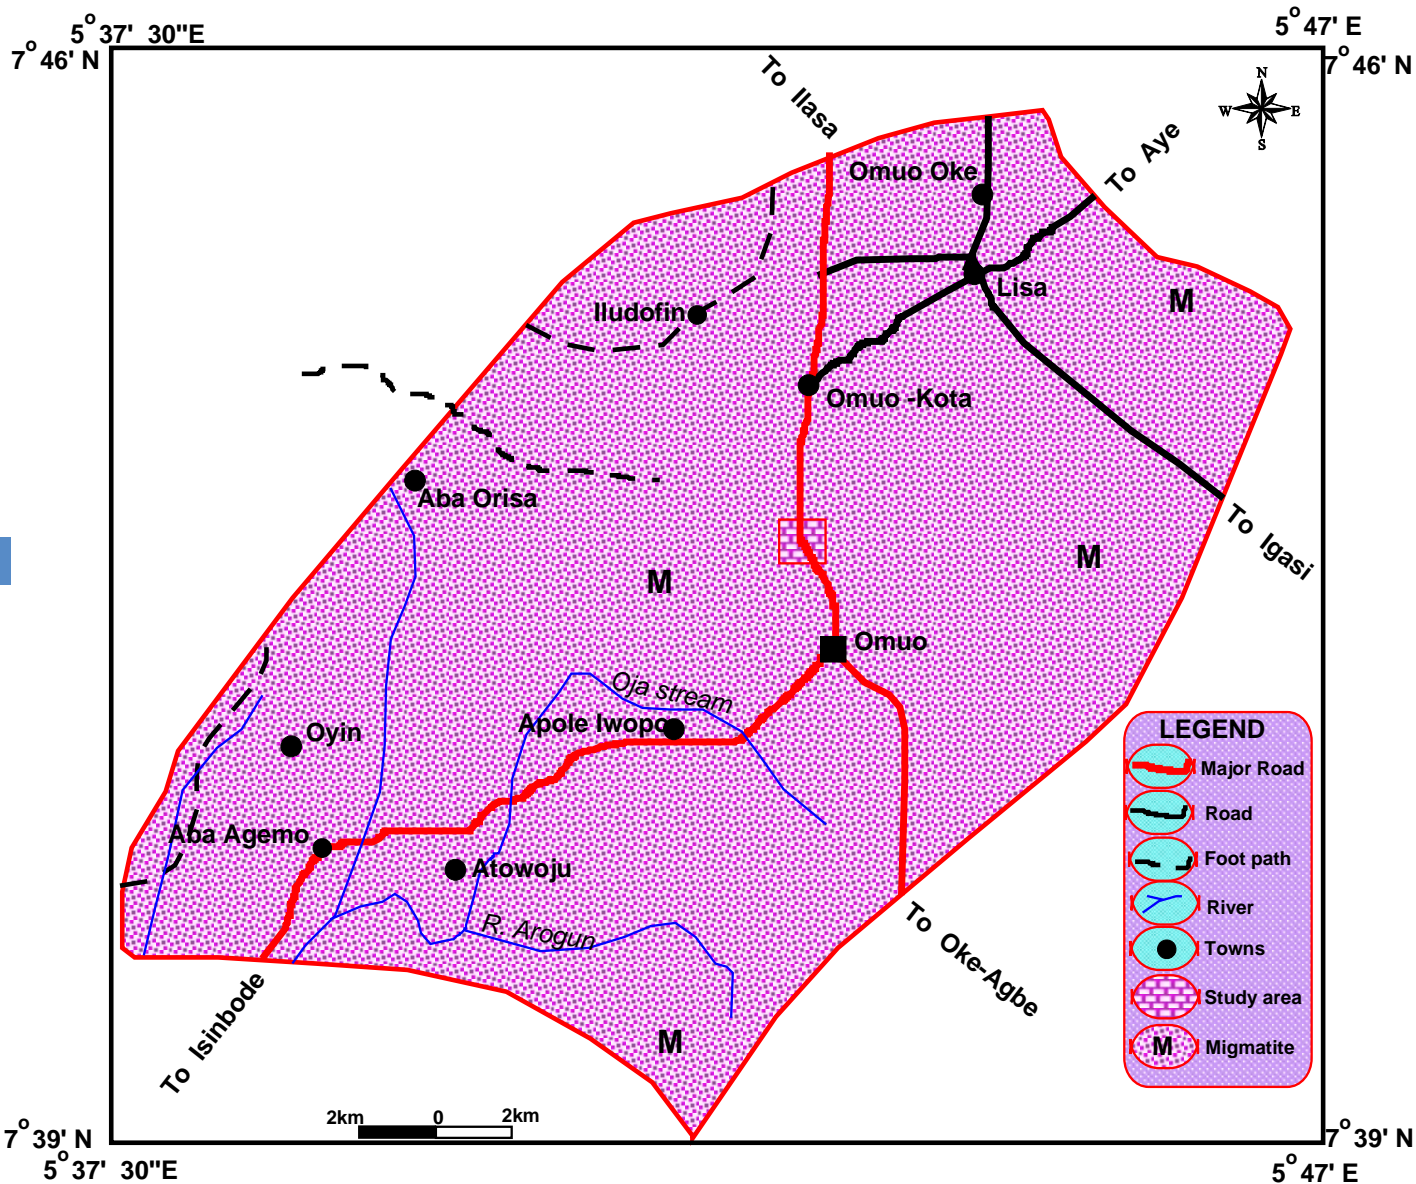 5° 37' 30"E
5° 47' E
7° 46' N
7° 46' N
To Ilasa
N
W E
S
To Aye
Omuo Oke
Lisa
M
Iludofin
Omuo -Kota
Aba Orisa
To Igasi
M
M
Omuo
Oja stream
Apole Iwopo
Oyin
Aba Agemo
Atowoju
R. Arogun
To Oke-Agbe
To Isinbode
M
LEGEND
Major Road
Road
Foot path
River
Towns
Study area
M Migmatite
2km 0 2km
7° 39' N
7° 39' N
5° 37' 30"E
5° 47' E